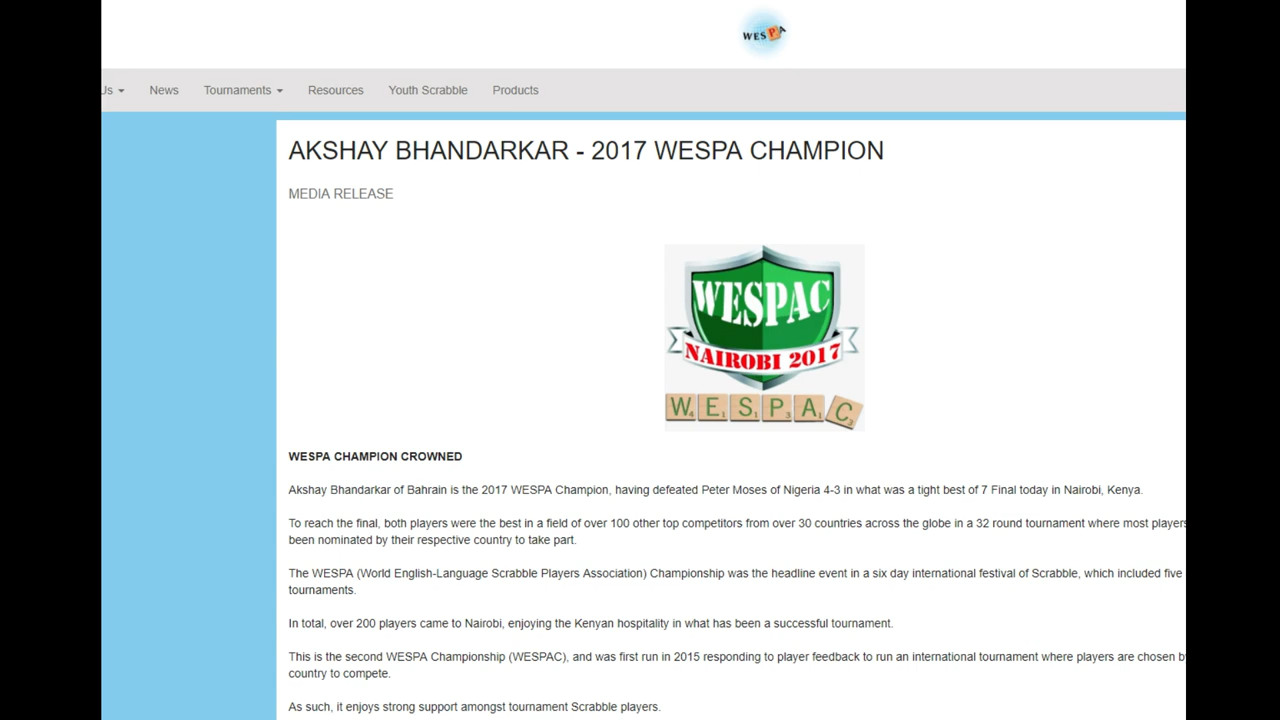 WESPA
Us
News
Tournaments
Resources
Youth Scrabble
Products
AKSHAY BHANDARKAR - 2017 WESPA CHAMPION
MEDIA RELEASE
WESPAC
NAIROBI 2017
W4 E1 S1 P3 A1 C3
WESPA CHAMPION CROWNED
Akshay Bhandarkar of Bahrain is the 2017 WESPA Champion, having defeated Peter Moses of Nigeria 4-3 in what was a tight best of 7 Final today in Nairobi, Kenya.
To reach the final, both players were the best in a field of over 100 other top competitors from over 30 countries across the globe in a 32 round tournament where most players
been nominated by their respective country to take part.
The WESPA (World English-Language Scrabble Players Association) Championship was the headline event in a six day international festival of Scrabble, which included five
tournaments.
In total, over 200 players came to Nairobi, enjoying the Kenyan hospitality in what has been a successful tournament.
This is the second WESPA Championship (WESPAC), and was first run in 2015 responding to player feedback to run an international tournament where players are chosen
country to compete.
As such, it enjoys strong support amongst tournament Scrabble players.